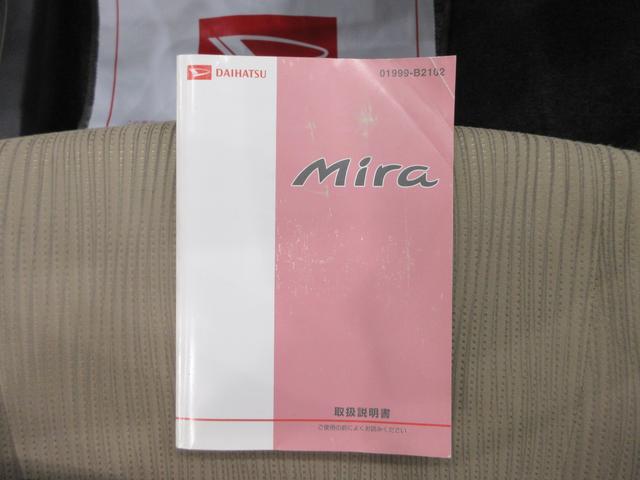 DAIHATSU
01999-B2102
Mira
取扱説明書
ご使用の前によくお読みください